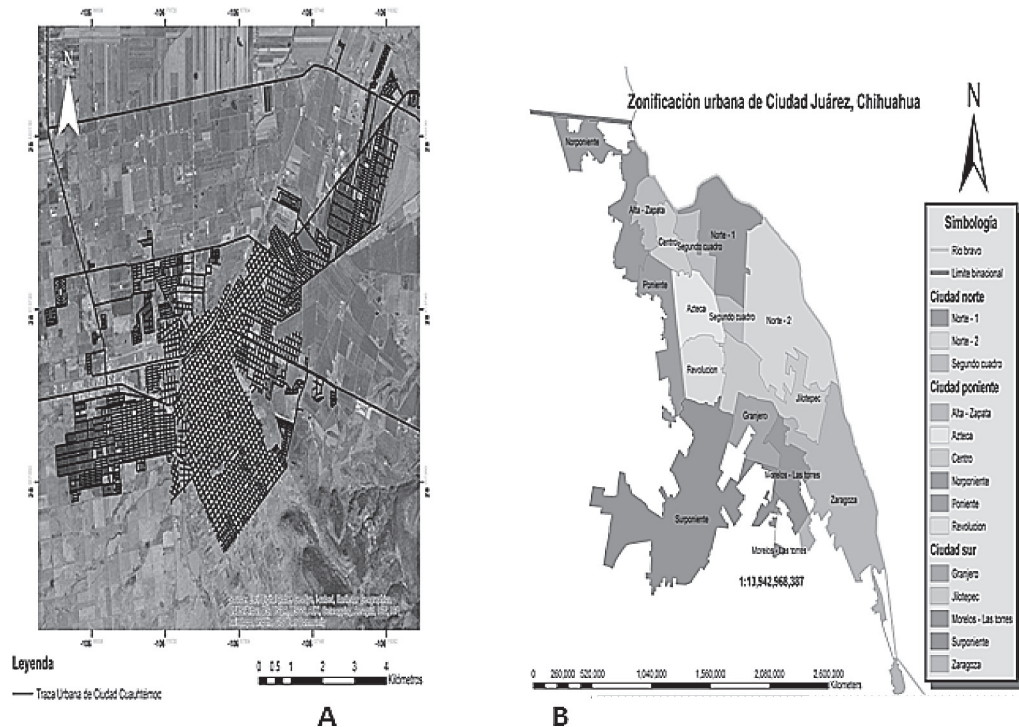 N
Leyenda
Traza Urbana de Ciudad Cuauhtémoc
0 0.5 1 2 3 4
Kilómetros
A
Zonificación urbana de Ciudad Juárez, Chihuahua
N
Norponiente
Alta - Zapata
Centro
Segundo cuadro
Norte - 1
Poniente
Azteca
Segundo cuadro
Norte - 2
Revolucion
Jilotepec
Granjero
Morelos - Las torres
Zaragoza
Surponiente
Morelos - Las torres
1:13,942,968,387
0 260,000 520,000 1,040,000 1,560,000 2,080,000 2,600,000
Kilometers
Simbología
Rio bravo
Limite binacional
Ciudad norte
Norte - 1
Norte - 2
Segundo cuadro
Ciudad poniente
Alta - Zapata
Azteca
Centro
Norponiente
Poniente
Revolucion
Ciudad sur
Granjero
Jilotepec
Morelos - Las torres
Surponiente
Zaragoza
B